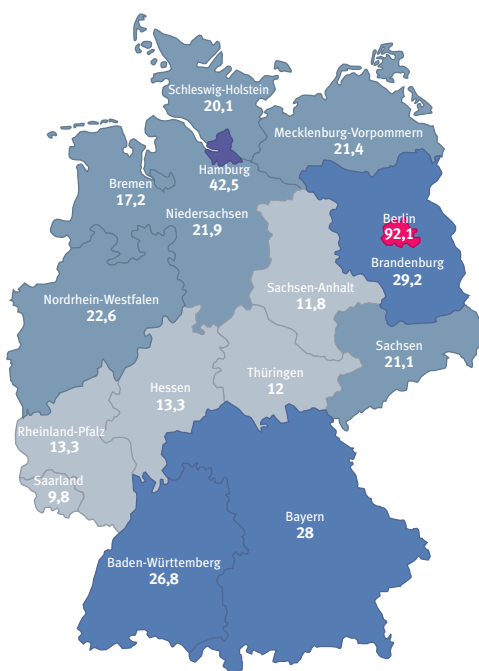 Schleswig-Holstein
20,1
Mecklenburg-Vorpommern
21,4
Hamburg
42,5
Bremen
17,2
Niedersachsen
21,9
Berlin
92,1
Brandenburg
29,2
Sachsen-Anhalt
11,8
Nordrhein-Westfalen
22,6
Sachsen
21,1
Thüringen
12
Hessen
13,3
Rheinland-Pfalz
13,3
Saarland
9,8
Bayern
28
Baden-Württemberg
26,8